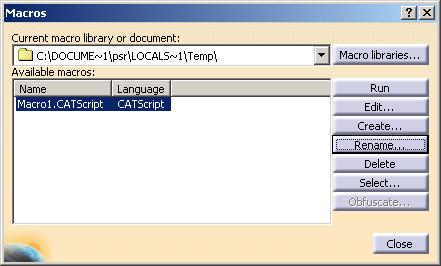 Macros
Current macro library or document:
C:\DOCUME~1\psr\LOCALS~1\Temp\
Macro libraries...
Available macros:
Name Language
Macro1.CATScript CATScript
Run
Edit...
Create...
Rename...
Delete
Select...
Obfuscate...
Close